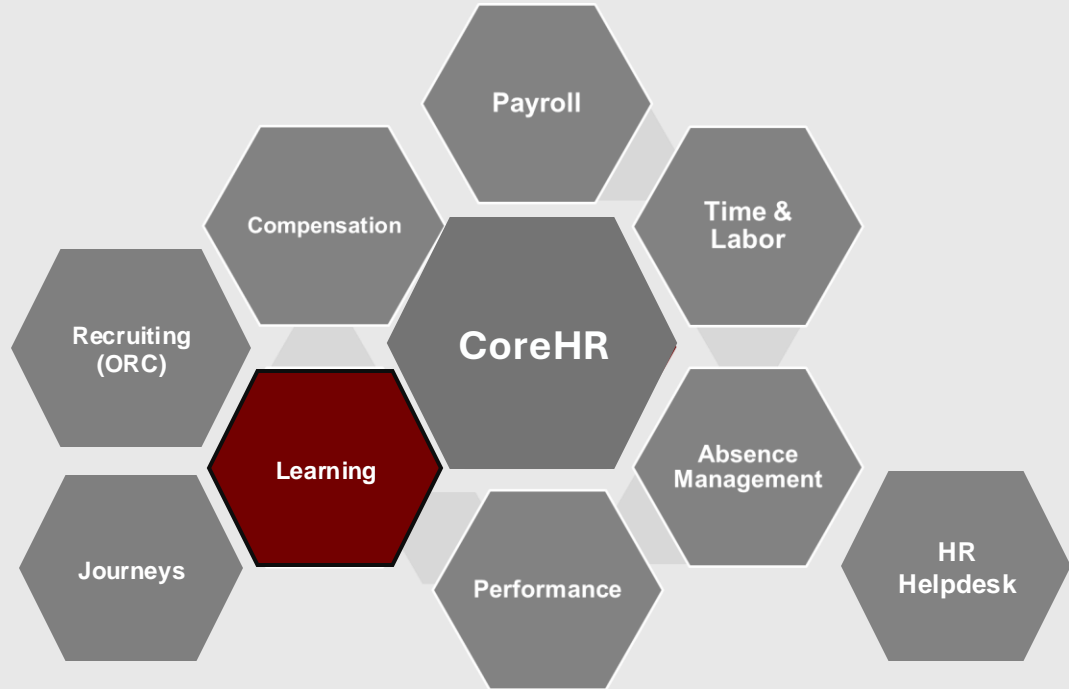 Payroll
Compensation
Time &
Labor
Recruiting
(ORC)
CoreHR
Learning
Absence
Management
Journeys
Performance
HR
Helpdesk